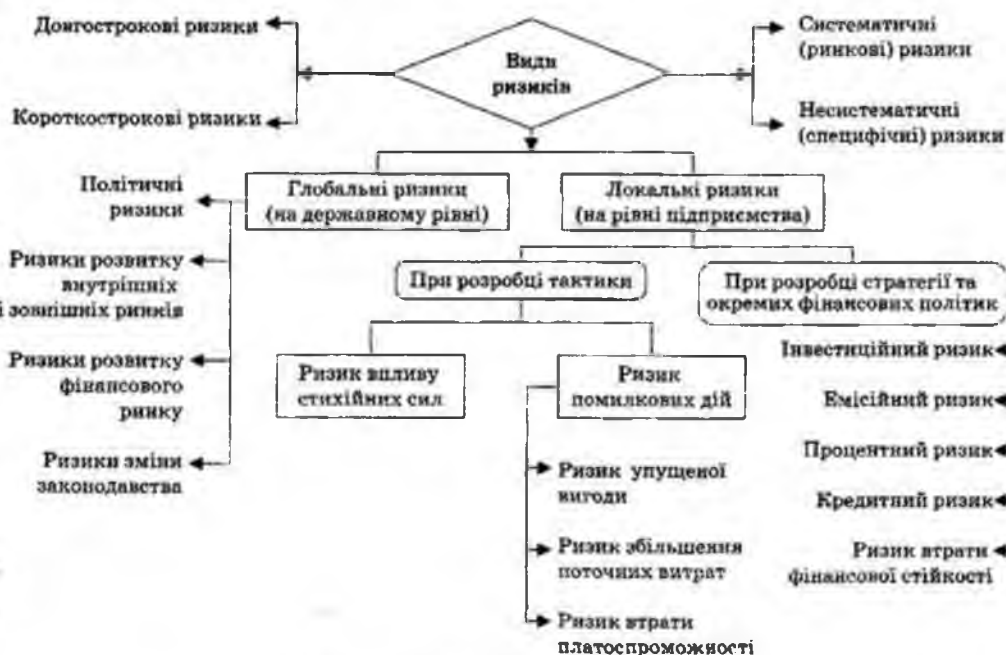 Види
ризиків
Довгострокові ризики
Короткострокові ризики
Систематичні
(ринкові) ризики
Несистематичні
(специфічні) ризики
Глобальні ризики
(на державному рівні)
Локальні ризики
(на рівні підприємства)
Політичні
ризики
Ризики розвитку
внутрішніх
і зовнішніх ринків
Ризики розвитку
фінансового
ринку
Ризики зміни
законодавства
При розробці тактики
При розробці стратегії та
окремих фінансових політик
Ризик впливу
стихійних сил
Ризик
помилкових дій
Ризик упущеної
вигоди
Ризик збільшення
поточних витрат
Ризик втрати
платоспроможності
Інвестиційний ризик
Емісійний ризик
Процентний ризик
Кредитний ризик
Ризик втрати
фінансової стійкості